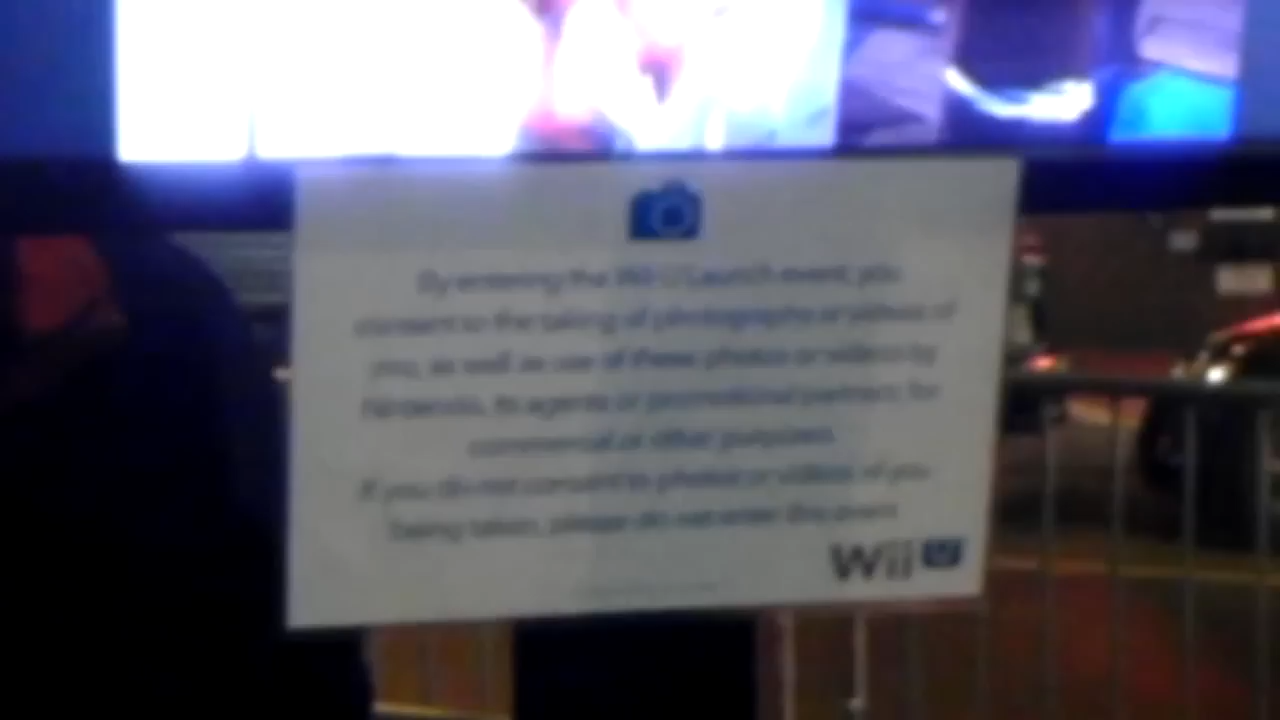 By entering the Wii U Launch event, you
consent to the taking of photographs or videos of
you, as well as use of these photos or videos by
Nintendo, its agents or promotional partners, for
commercial or other purposes.
If you do not consent to photos or videos of you
being taken, please do not enter this event.
Wii U